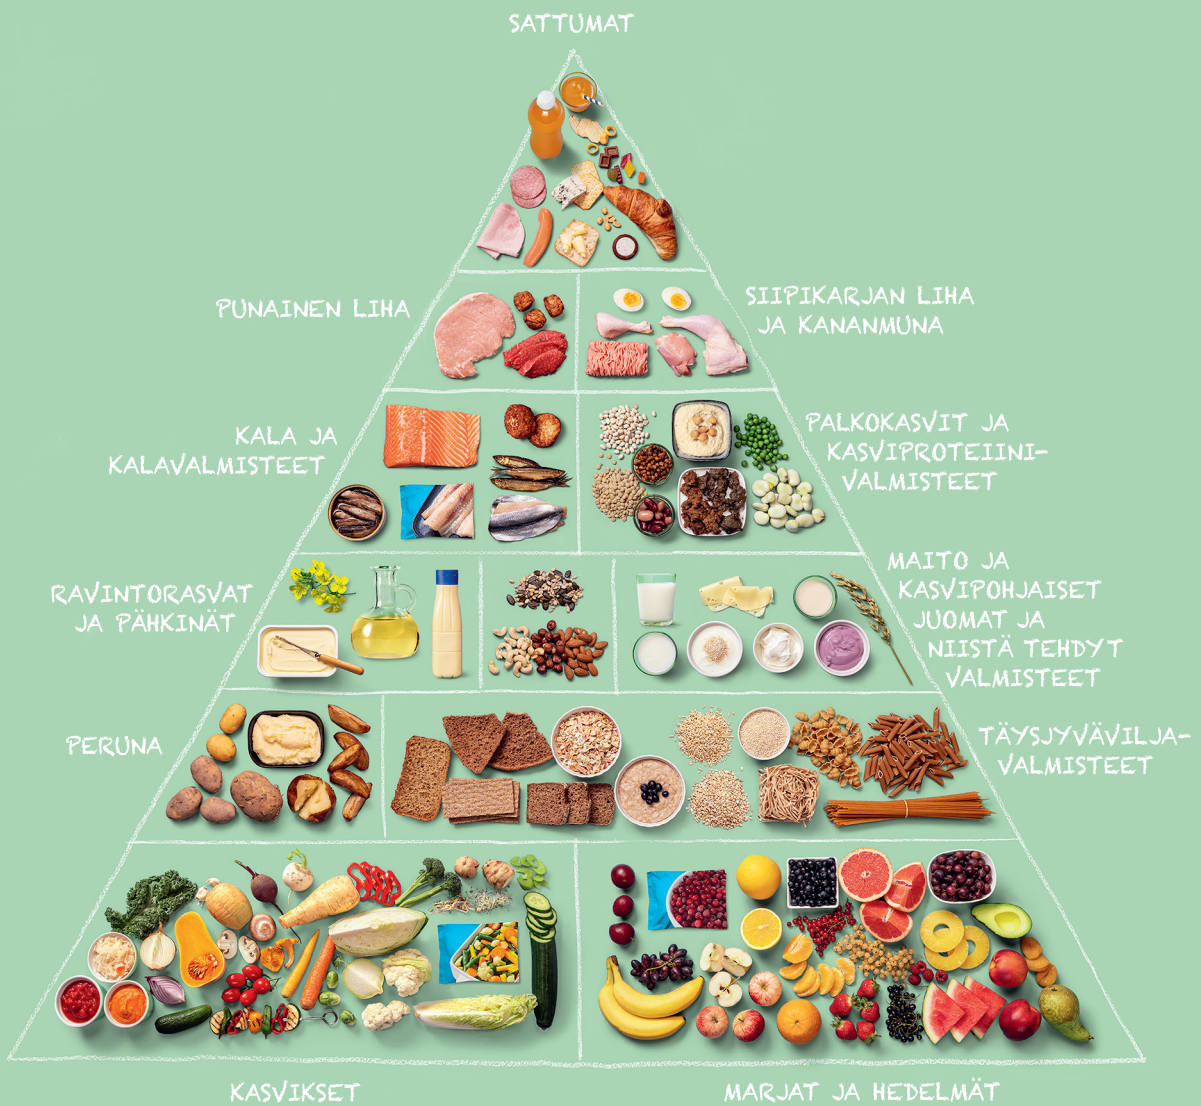 SATTUMAT
PUNAINEN LIHA
SIIPIKARJAN LIHA
JA KANANMUNA
KALA JA
KALAVALMISTEET
PALKOKASVIT JA
KASVIPROTEIINI-
VALMISTEET
RAVINTORASVAT
JA PÄHKINÄT
MAITO JA
KASVIPOHJAISET
JUOMAT JA
NIISTÄ TEHDYT
VALMISTEET
PERUNA
TÄYSJYVÄVILJA-
VALMISTEET
KASVIKSET
MARJAT JA HEDELMÄT